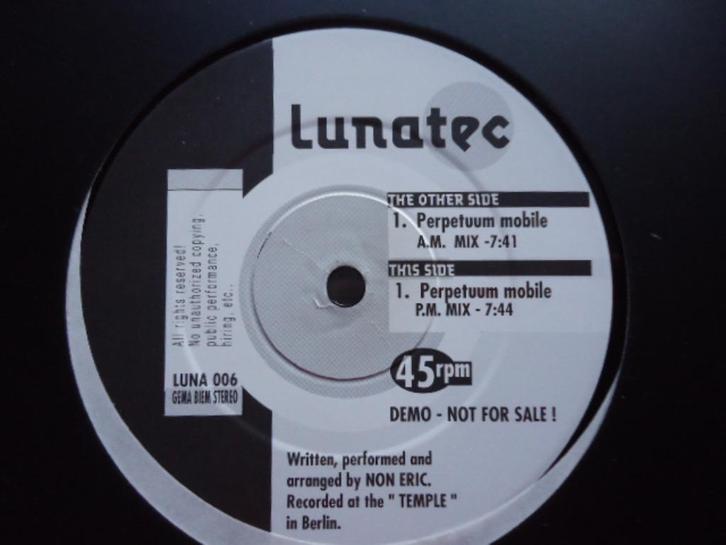 Lunatec
THE OTHER SIDE
1. Perpetuum mobile
A.M. MIX -7:41
THIS SIDE
1. Perpetuum mobile
P.M. MIX - 7:44
45rpm
DEMO - NOT FOR SALE !
All rights reserved!
No unauthorized copying,
public performance,
hiring, etc..
LUNA 006
GEMA BIEM STEREO
Written, performed and
arranged by NON ERIC.
Recorded at the " TEMPLE "
in Berlin.